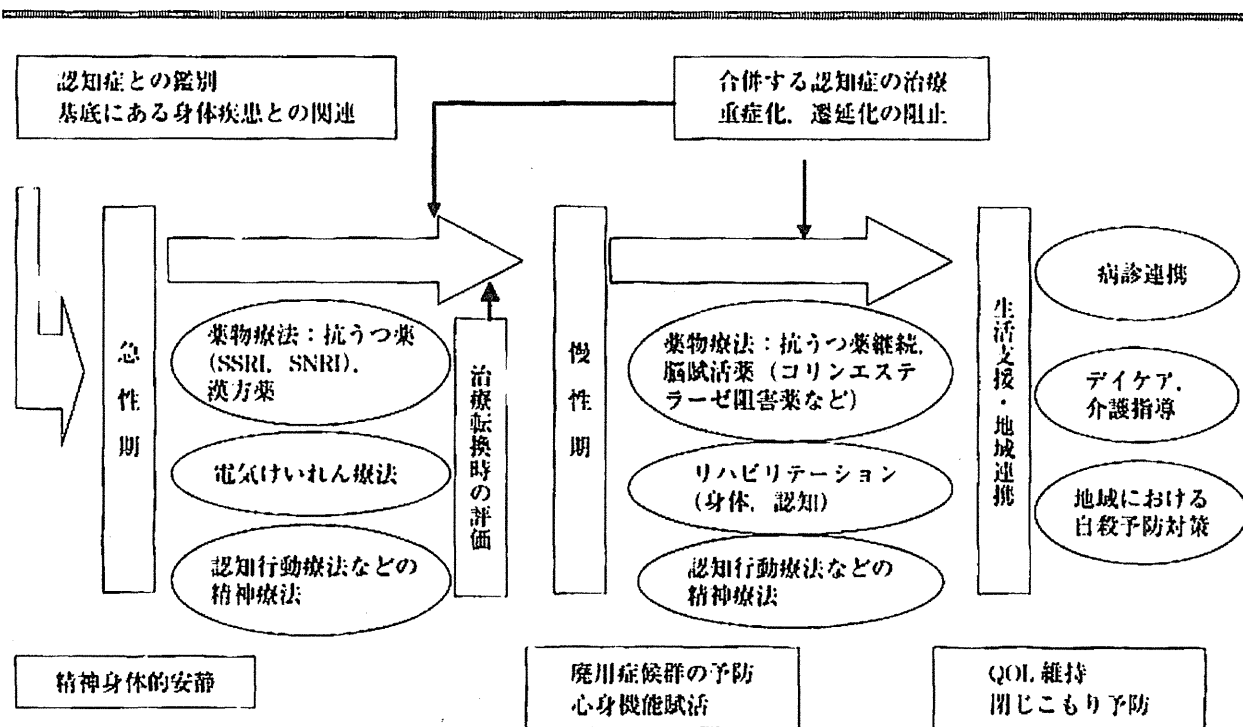 認知症との鑑別
基底にある身体疾患との関連
合併する認知症の治療
重症化，遷延化の阻止
急性期
薬物療法：抗うつ薬
(SSRI，SNRI)，
漢方薬
電気けいれん療法
認知行動療法などの
精神療法
治療転換時の評価
慢性期
薬物療法：抗うつ薬継続，
脳賦活薬（コリンエステ
ラーゼ阻害薬など）
リハビリテーション
(身体，認知)
認知行動療法などの
精神療法
生活支援・地域連携
病診連携
デイケア，
介護指導
地域における
自殺予防対策
精神身体的安静
廃用症候群の予防
心身機能賦活
QOL 維持
閉じこもり予防